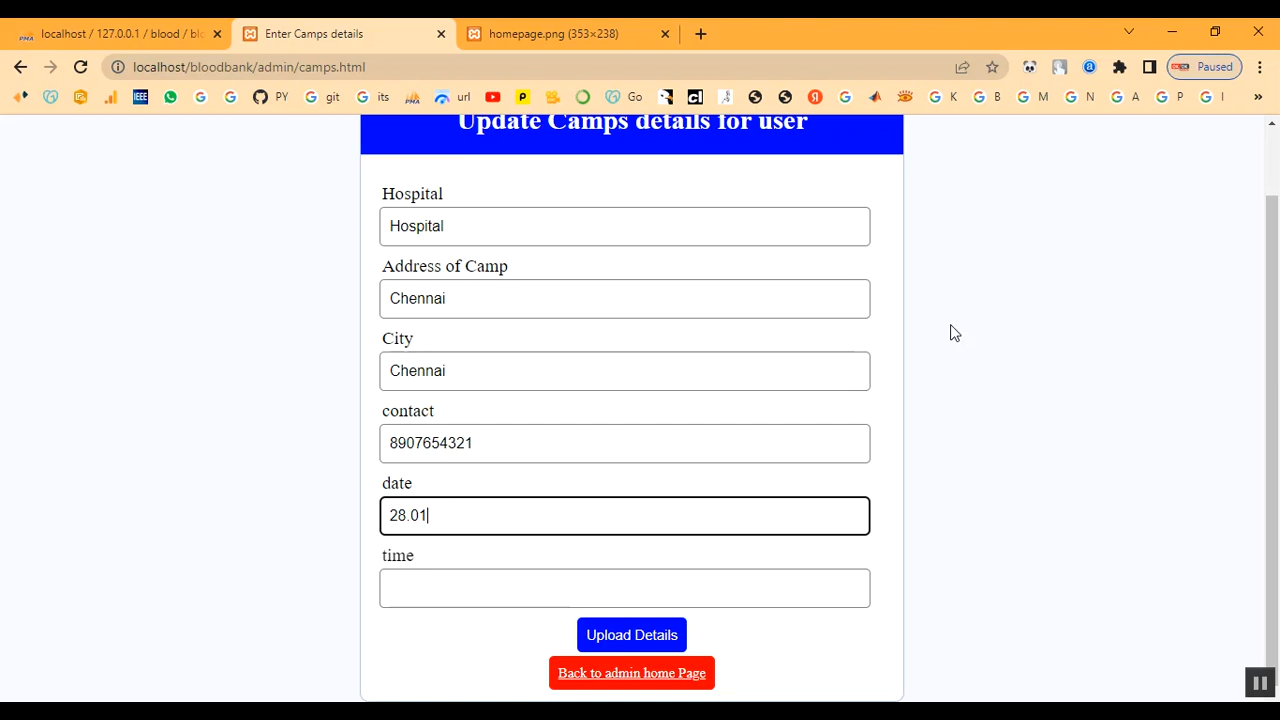 localhost / 127.0.0.1 / blood / blo
Enter Camps details
homepage.png (353×238)
localhost/bloodbank/admin/camps.html
Paused
IEEE
PY
git
its
url
Go
K
B
M
N
A
P
I
»
Update Camps details for user
Hospital
Hospital
Address of Camp
Chennai
City
Chennai
contact
8907654321
date
28.01
time
Upload Details
Back to admin home Page